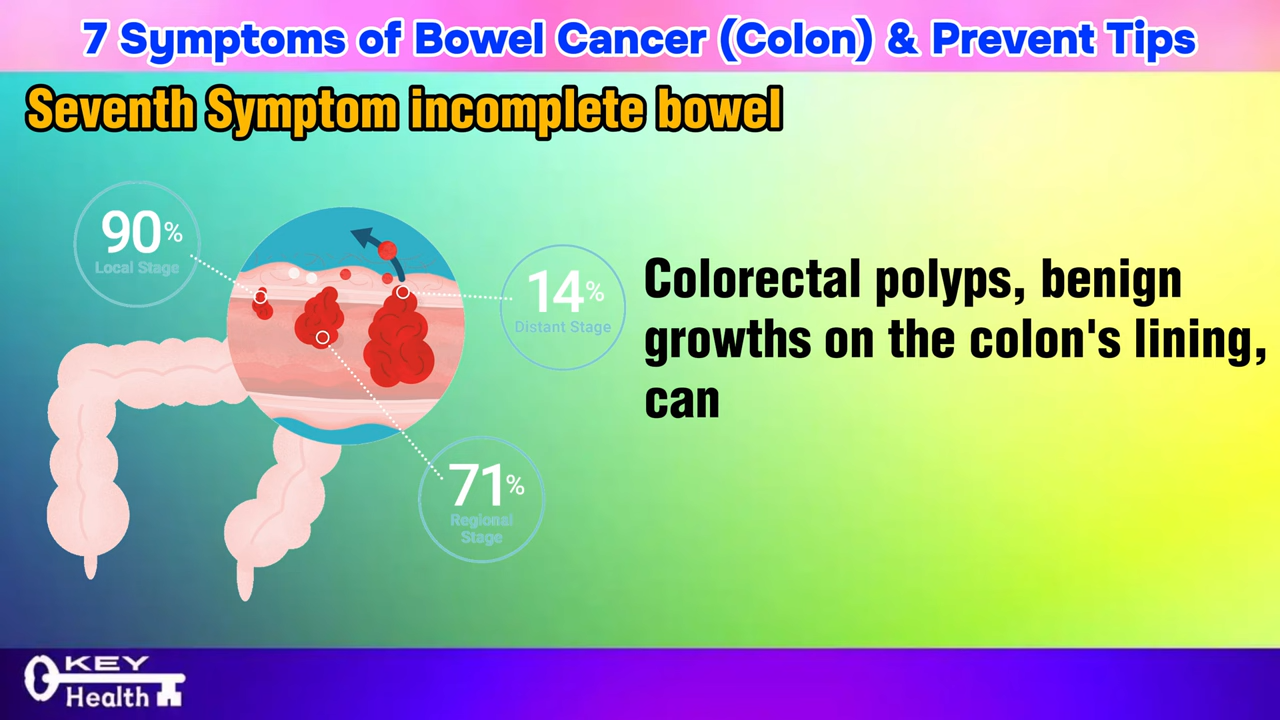 7 Symptoms of Bowel Cancer (Colon) & Prevent Tips
Seventh Symptom incomplete bowel
90%
Local Stage
14%
Distant Stage
71%
Regional
Stage
Colorectal polyps, benign
growths on the colon's lining,
can
KEY
Health